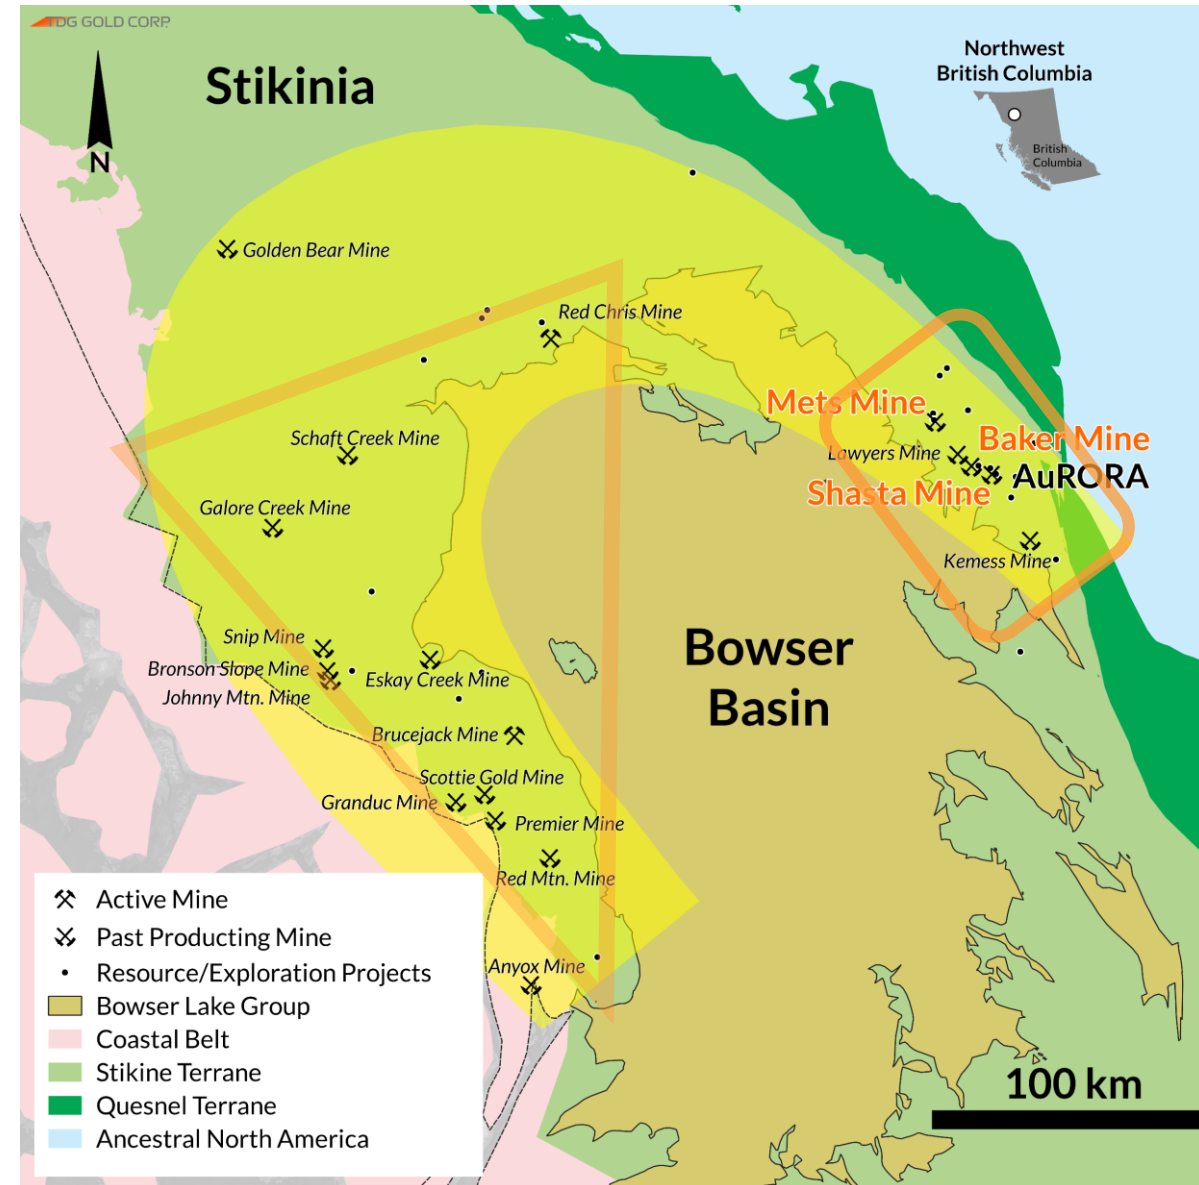 TDG GOLD CORP.
Stikinia
N
Northwest
British Columbia
British
Columbia
Golden Bear Mine
Red Chris Mine
Mets Mine
Schaft Creek Mine
Lawyers Mine
Baker Mine
AuRORA
Shasta Mine
Galore Creek Mine
Kemess Mine
Snip Mine
Bronson Slope Mine
Johnny Mtn. Mine
Eskay Creek Mine
Bowser
Basin
Brucejack Mine
Scottie Gold Mine
Granduc Mine
Premier Mine
Red Mtn. Mine
Anyox Mine
Active Mine
Past Producting Mine
Resource/Exploration Projects
Bowser Lake Group
Coastal Belt
Stikine Terrane
Quesnel Terrane
Ancestral North America
100 km